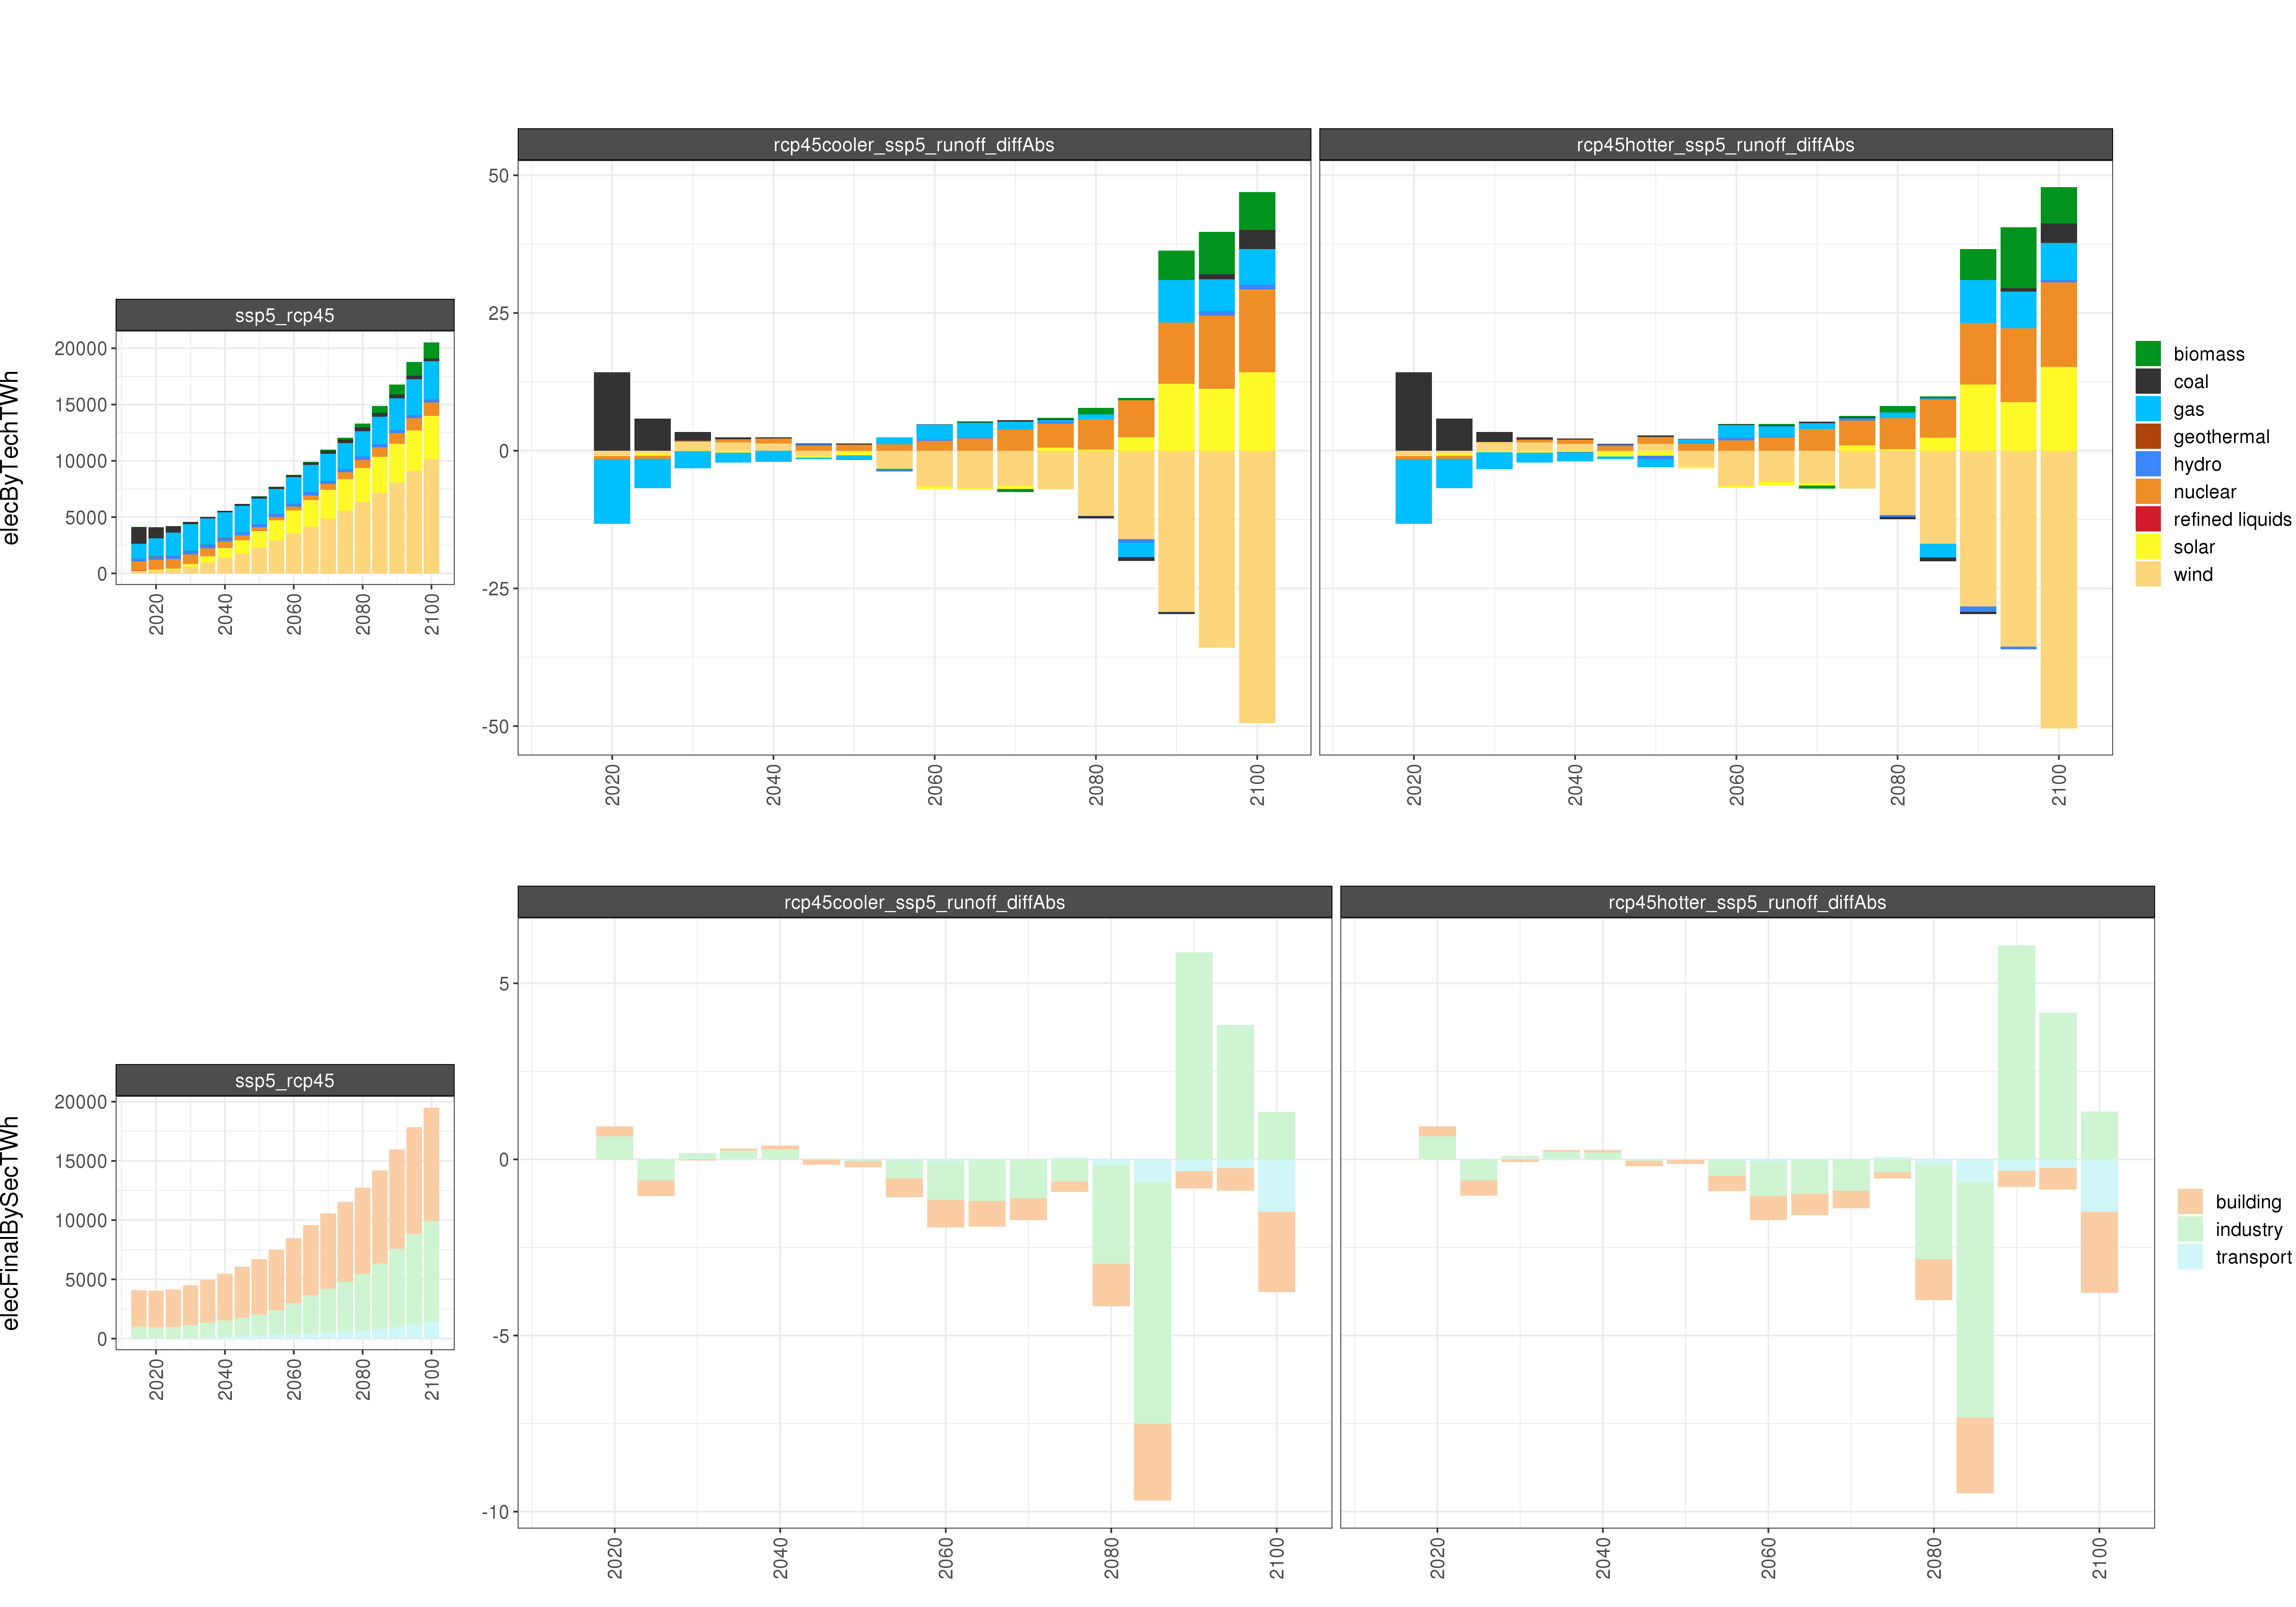 rcp45cooler_ssp5_runoff_diffAbs
rcp45hotter_ssp5_runoff_diffAbs
ssp5_rcp45
elecByTechTWh
20000
15000
10000
5000
0
2020
2040
2060
2080
2100
50
25
0
-25
-50
2020
2040
2060
2080
2100
2020
2040
2060
2080
2100
biomass
coal
gas
geothermal
hydro
nuclear
refined liquids
solar
wind
rcp45cooler_ssp5_runoff_diffAbs
rcp45hotter_ssp5_runoff_diffAbs
ssp5_rcp45
elecFinalBySecTWh
20000
15000
10000
5000
0
2020
2040
2060
2080
2100
5
0
-5
-10
2020
2040
2060
2080
2100
2020
2040
2060
2080
2100
building
industry
transport